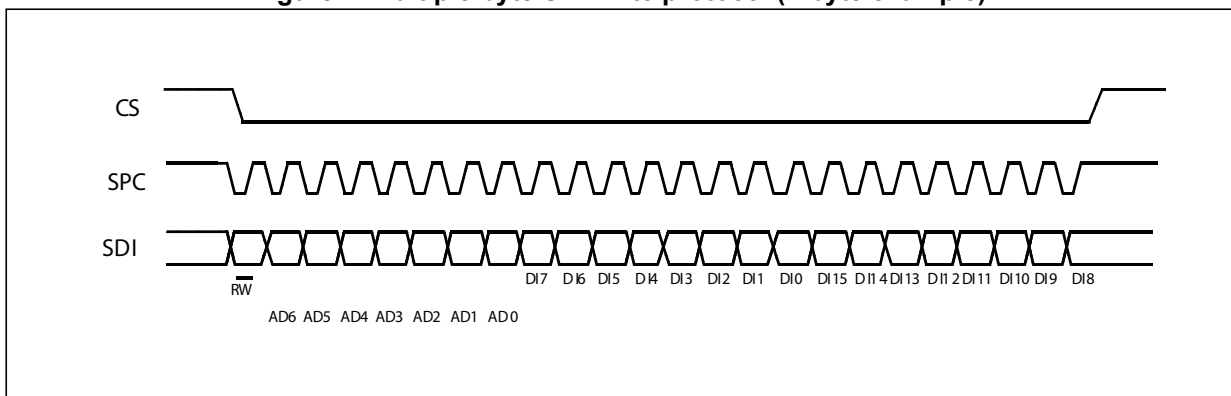 CS
SPC
SDI
RW
DI7 DI6 DI5 DI4 DI3 DI2 DI1 DI0 DI15 DI14 DI13 DI12 DI11 DI10 DI9 DI8
AD6 AD5 AD4 AD3 AD2 AD1 AD0